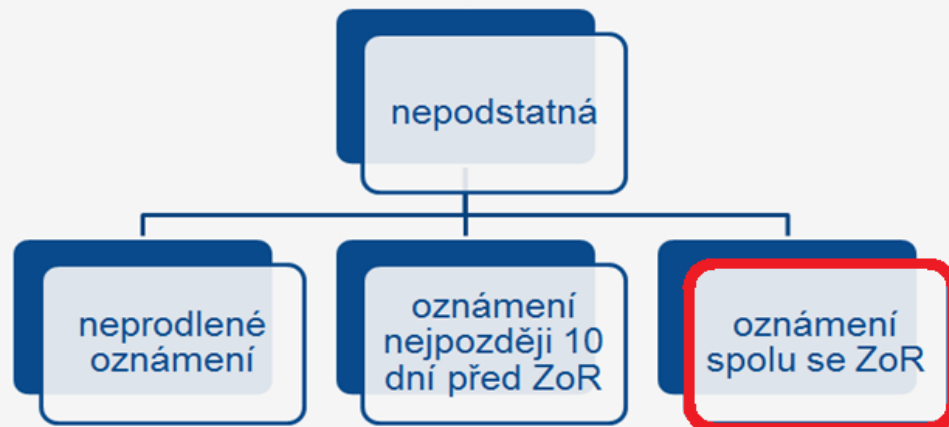 nepodstatná
neprodlené
oznámení
oznámení
nejpozději 10
dní před ZoR
oznámení
spolu se ZoR